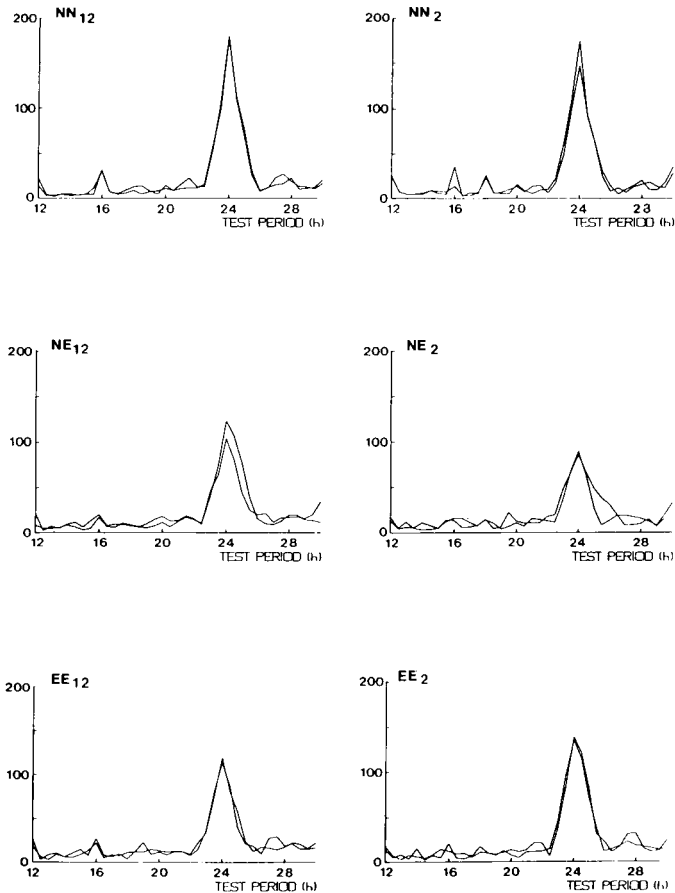 NN12 NN2
200 200
100 100
0 0
12 16 20 24 28 12 16 20 24 23
TEST PERIOD (h) TEST PERIOD (h)
NE12 NE2
200 200
100 100
0 0
12 16 20 24 28 12 16 20 24 28
TEST PERIOD (h) TEST PERIOD (h)
EE12 EE2
200 200
100 100
0 0
12 16 20 24 28 12 16 20 24 28
TEST PERIOD (h) TEST PERIOD (h)